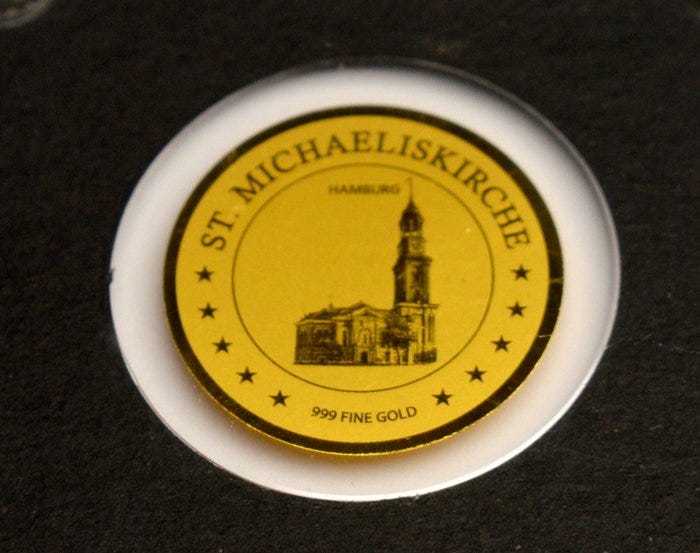 ST. MICHAELISKIRCHE
HAMBURG
999 FINE GOLD